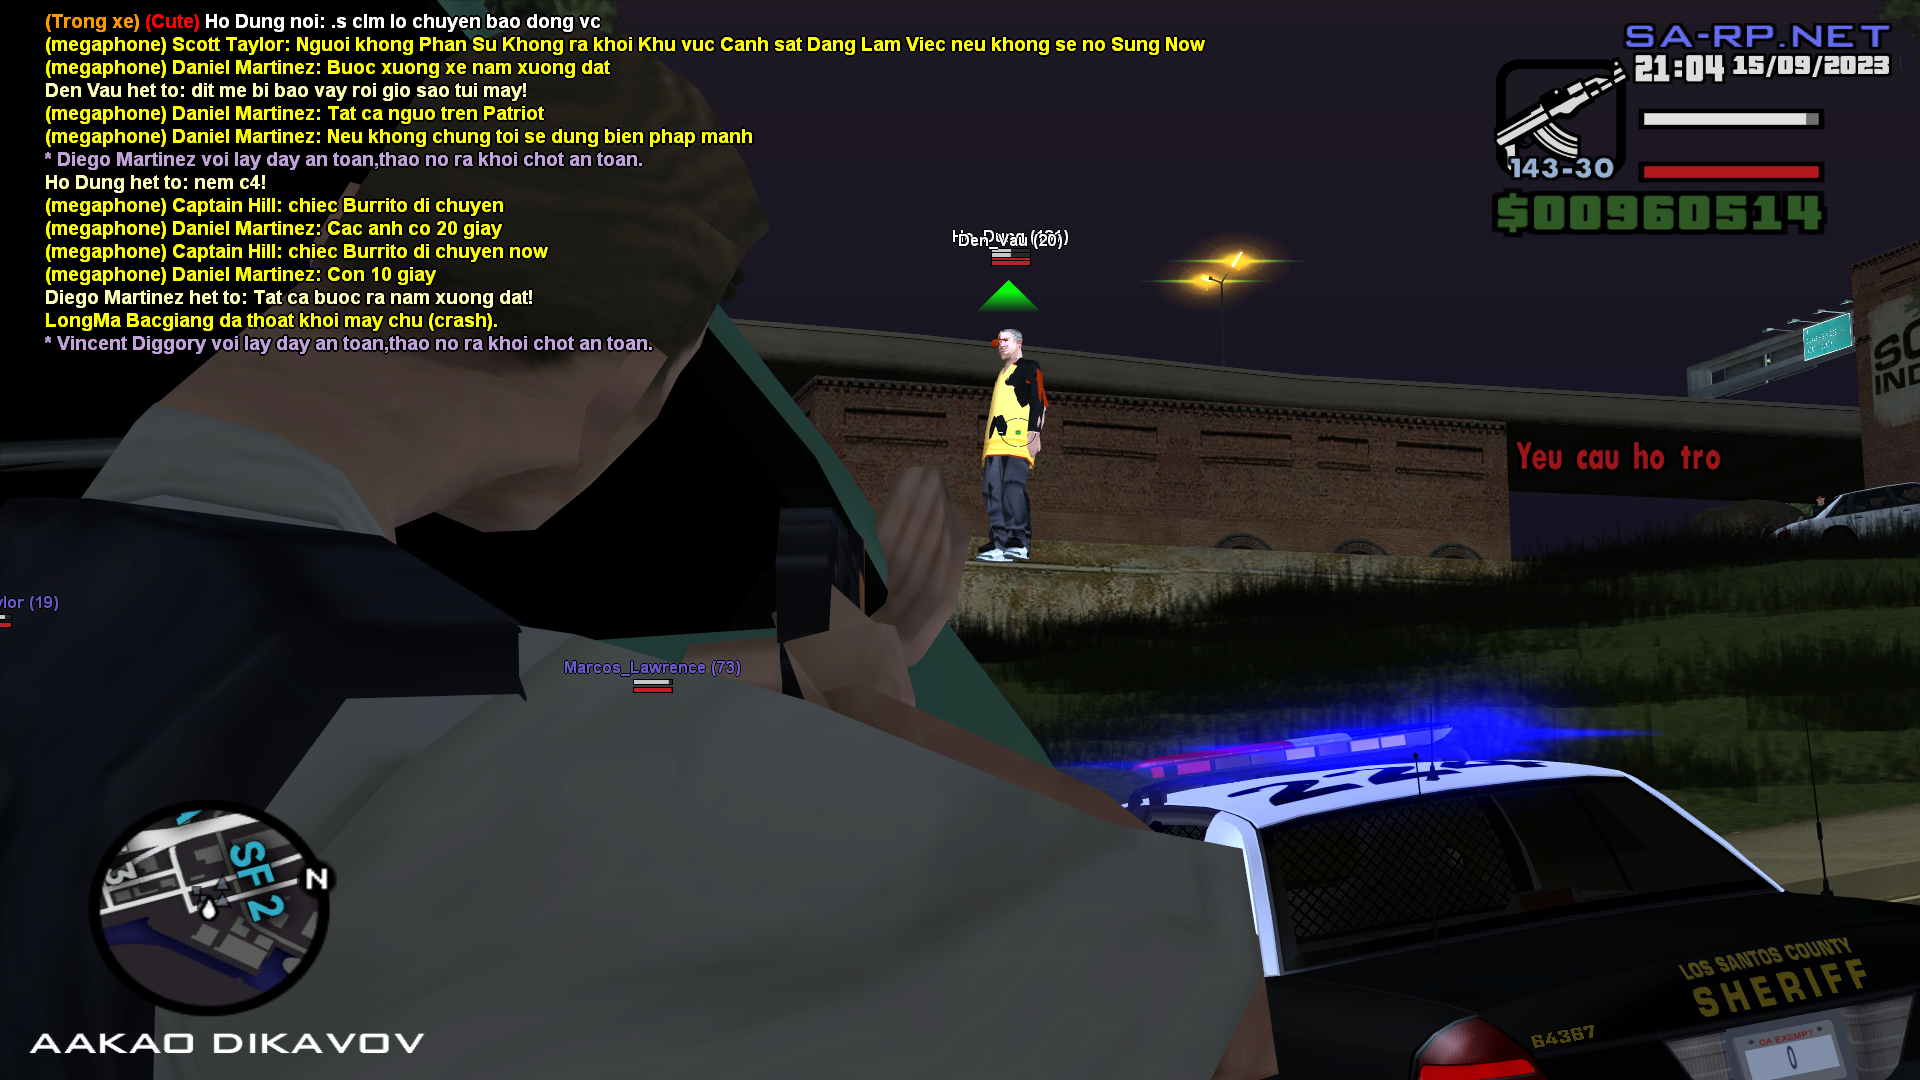 (Trong xe) (Cute) Ho Dung noi: .s clm lo chuyen bao dong vc
(megaphone) Scott Taylor: Nguoi khong Phan Su Khong ra khoi Khu vuc Canh sat Dang Lam Viec neu khong se no Sung Now
(megaphone) Daniel Martinez: Buoc xuong xe nam xuong dat
Den Vau het to: dit me bi bao vay roi gio sao tui may!
(megaphone) Daniel Martinez: Tat ca nguo tren Patriot
(megaphone) Daniel Martinez: Neu khong chung toi se dung bien phap manh
* Diego Martinez voi lay day an toan,thao no ra khoi chot an toan.
Ho Dung het to: nem c4!
(megaphone) Captain Hill: chiec Burrito di chuyen
(megaphone) Daniel Martinez: Cac anh co 20 giay
(megaphone) Captain Hill: chiec Burrito di chuyen now
(megaphone) Daniel Martinez: Con 10 giay
Diego Martinez het to: Tat ca buoc ra nam xuong dat!
LongMa Bacgiang da thoat khoi may chu (crash).
* Vincent Diggory voi lay day an toan,thao no ra khoi chot an toan.
SA-RP.NET
21:04 15/09/2023
143-30
$00960514
Den_Vau (20)
SO
IND
Yeu cau ho tro
ylor (19)
Marcos_Lawrence (73)
LOS SANTOS COUNTY
SHERIFF
64367
CA EXEMPT
0
3
SF 2
N
AAKAO DIKAVOV